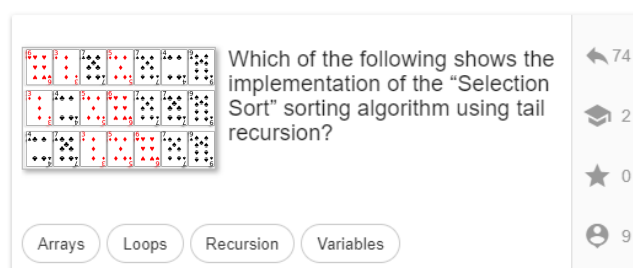 Which of the following shows the
implementation of the “Selection
Sort” sorting algorithm using tail
recursion?
74
2
0
9
Arrays
Loops
Recursion
Variables